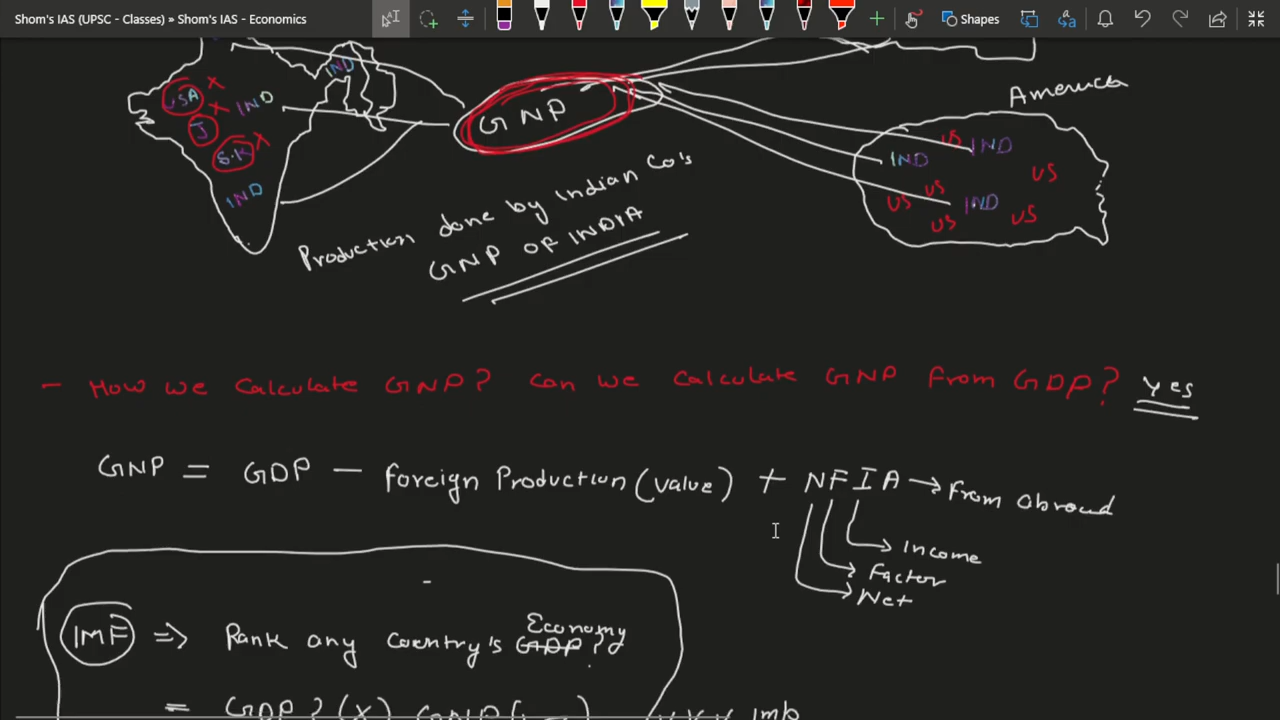 Shom's IAS (UPSC - Classes) » Shom's IAS - Economics
Shapes
America
IND
USA IND
J
S.K
IND
GNP
IND US IND
US
US US IND US
US
Production done by Indian Co's
GNP OF INDIA
- How we calculate GNP? Can we calculate GNP from GDP? Yes
GNP = GDP - foreign Production (value) + NFIA → From abroad
Income
Factor
Net
IMF ⇒ Rank any Country's GDP? Economy
= GDP? (X) GNP
imb